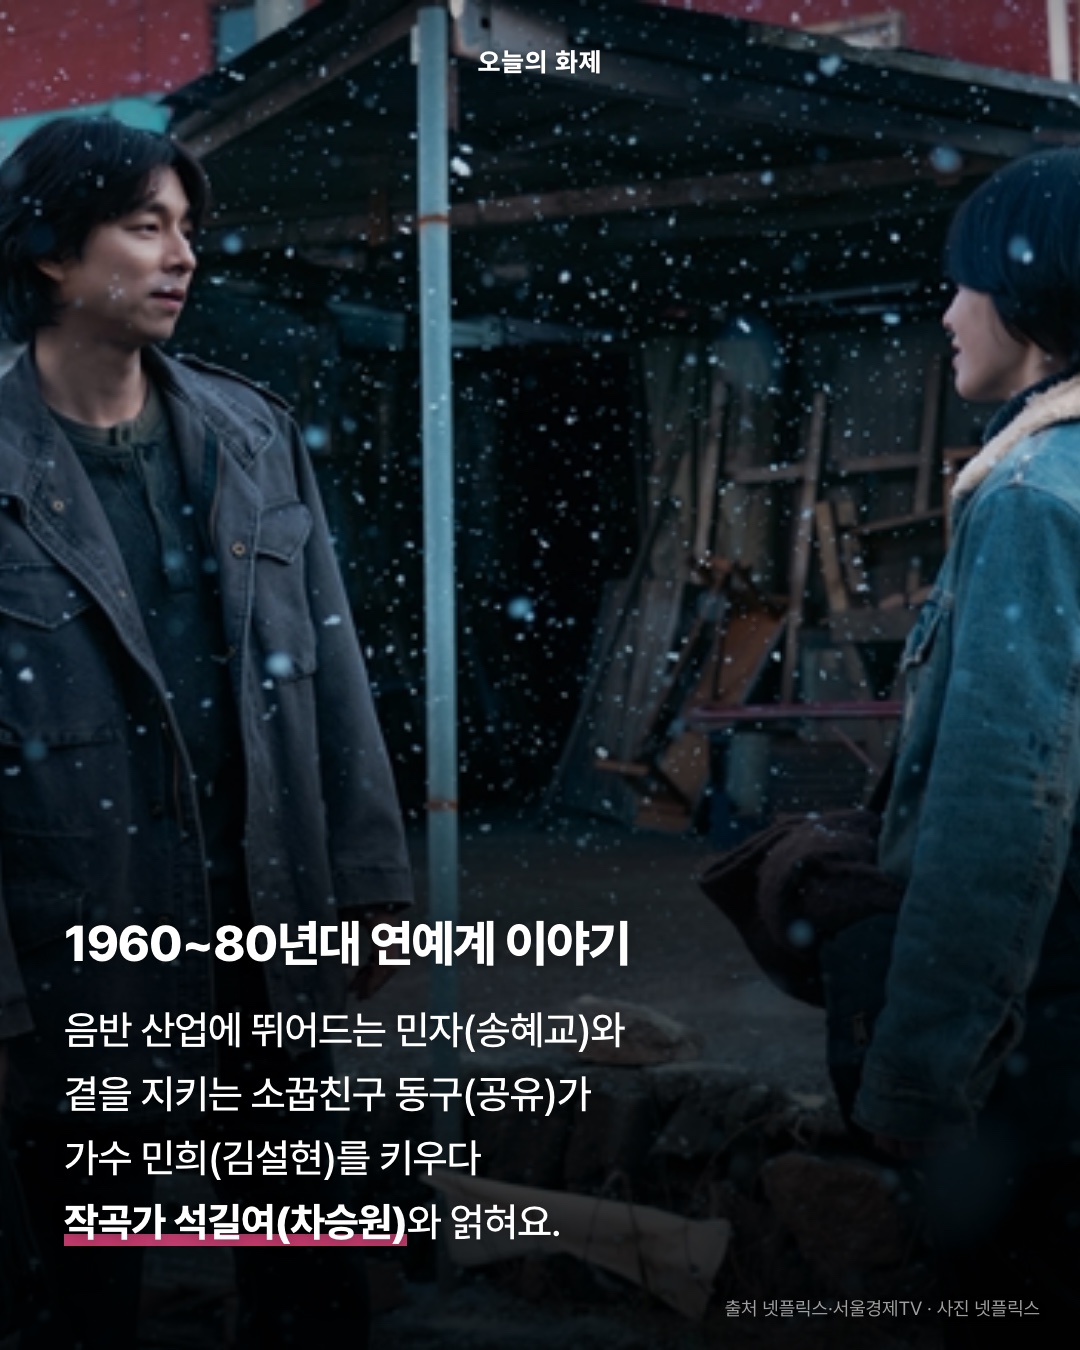 오늘의 화제
1960~80년대 연예계 이야기
음반 산업에 뛰어드는 민자(송혜교)와
곁을 지키는 소꿉친구 동구(공유)가
가수 민희(김설현)를 키우다
작곡가 석길여(차승원)와 얽혀요.
출처 넷플릭스·서울경제TV · 사진 넷플릭스